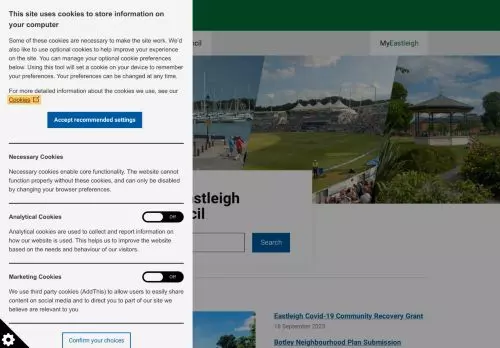 This site uses cookies to store information on
your computer
Some of these cookies are necessary to make the site work. We'd
also like to use optional cookies to help improve your experience
on the site. You can manage your optional cookie preferences
below. Using this tool will set a cookie on your device to remember
your preferences. Your preferences can be changed at any time.
For more detailed information about the cookies we use, see our
Cookies
Accept recommended settings
Necessary Cookies
Necessary cookies enable core functionality. The website cannot
function properly without these cookies, and can only be disabled
by changing your browser preferences.
Analytical Cookies
Off
Analytical cookies are used to collect and report information on
how our website is used. This helps us to improve the website
based on the needs and behaviour of our visitors.
Marketing Cookies
Off
We use third party cookies (AddThis) to allow users to easily share
content on social media and to direct you to part of our site we
believe are relevant to you
Confirm your choices
cil
MyEastleigh
astleigh
cil
Search
Eastleigh Covid-19 Community Recovery Grant
Botley Neighbourhood Plan Submission